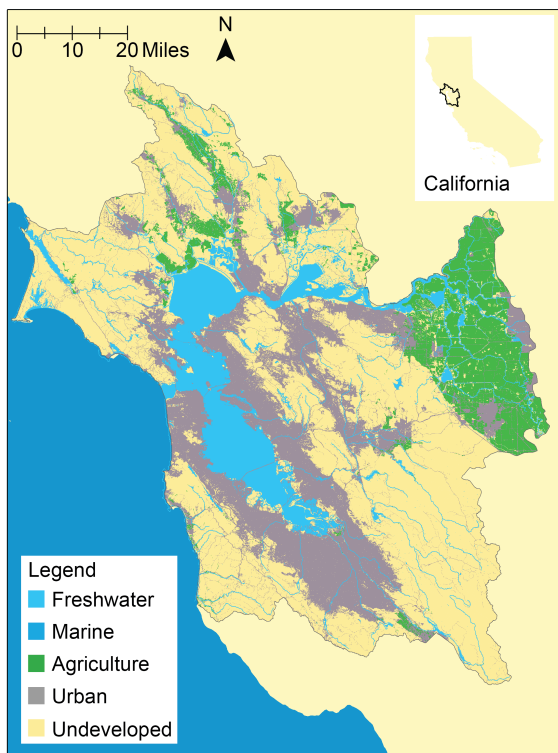 0 10 20 Miles
N
California
Legend
Freshwater
Marine
Agriculture
Urban
Undeveloped